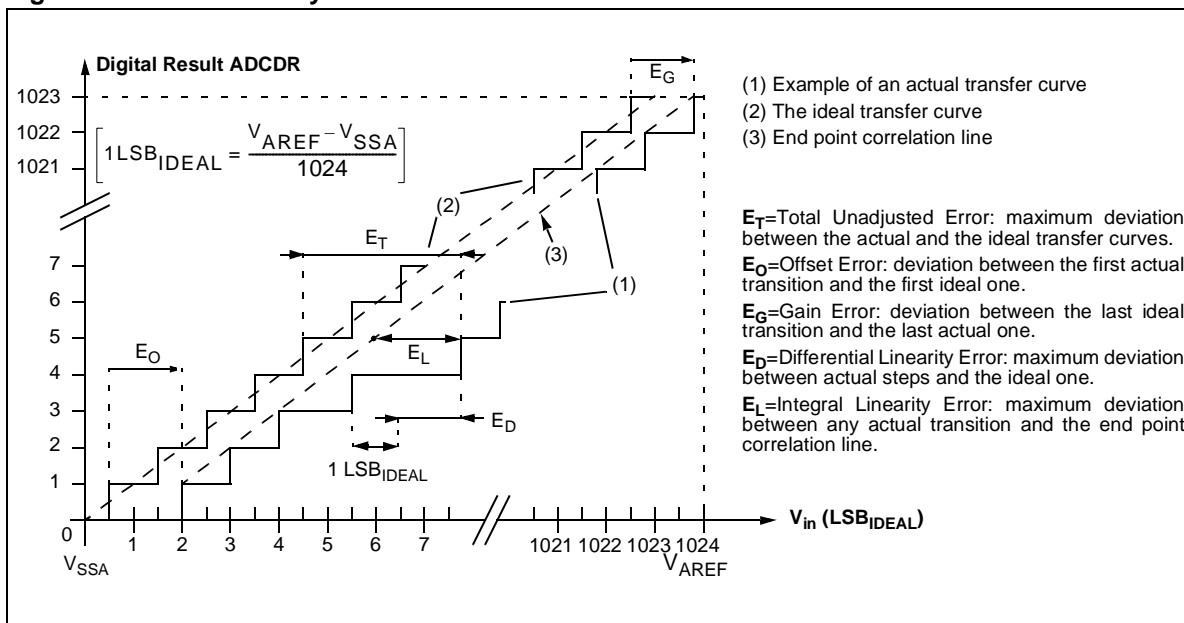 Digital Result ADCDR
E_G
1023
1022
1021
1LSB_IDEAL = (V_AREF – V_SSA) / 1024
(2)
(3)
(1)
E_T
7
6
5
4
3
2
1
0
E_O
E_L
E_D
1 LSB_IDEAL
1 2 3 4 5 6 7 1021 1022 1023 1024
V_in (LSB_IDEAL)
V_SSA
V_AREF
(1) Example of an actual transfer curve
(2) The ideal transfer curve
(3) End point correlation line
E_T=Total Unadjusted Error: maximum deviation
between the actual and the ideal transfer curves.
E_O=Offset Error: deviation between the first actual
transition and the first ideal one.
E_G=Gain Error: deviation between the last ideal
transition and the last actual one.
E_D=Differential Linearity Error: maximum deviation
between actual steps and the ideal one.
E_L=Integral Linearity Error: maximum deviation
between any actual transition and the end point
correlation line.